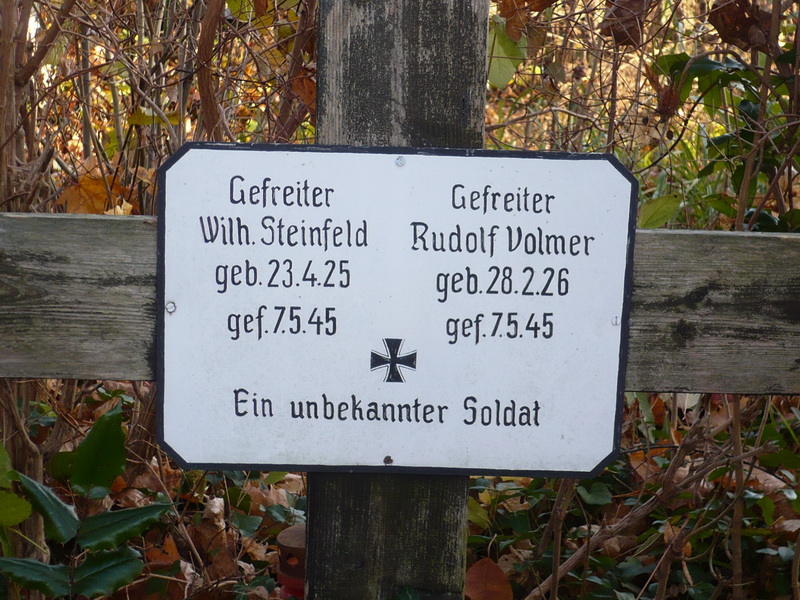 Gefreiter
Wilh. Steinfeld
geb. 23.4.25
gef. 7.5.45
Gefreiter
Rudolf Volmer
geb. 28.2.26
gef. 7.5.45
Ein unbekannter Soldat